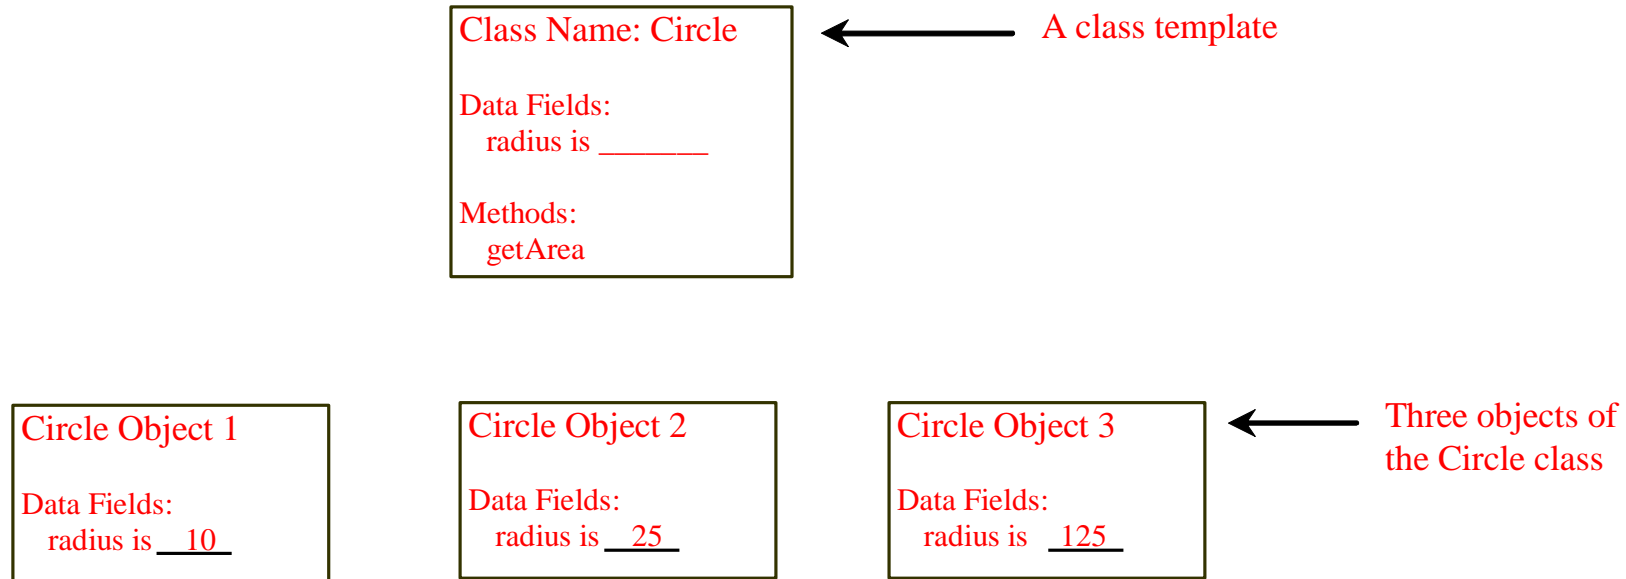 Class Name: Circle
A class template
Data Fields:
radius is _______
Methods:
getArea
Circle Object 1
Data Fields:
radius is 10
Circle Object 2
Data Fields:
radius is 25
Circle Object 3
Data Fields:
radius is 125
Three objects of
the Circle class